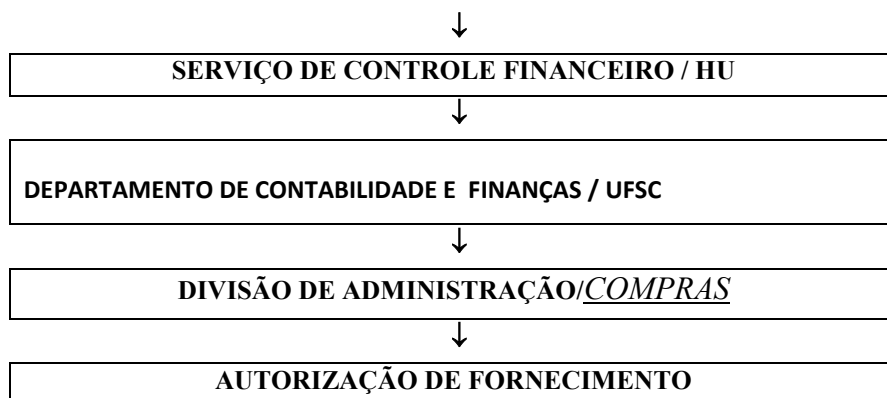 SERVIÇO DE CONTROLE FINANCEIRO / HU
DEPARTAMENTO DE CONTABILIDADE E FINANÇAS / UFSC
DIVISÃO DE ADMINISTRAÇÃO/COMPRAS
AUTORIZAÇÃO DE FORNECIMENTO